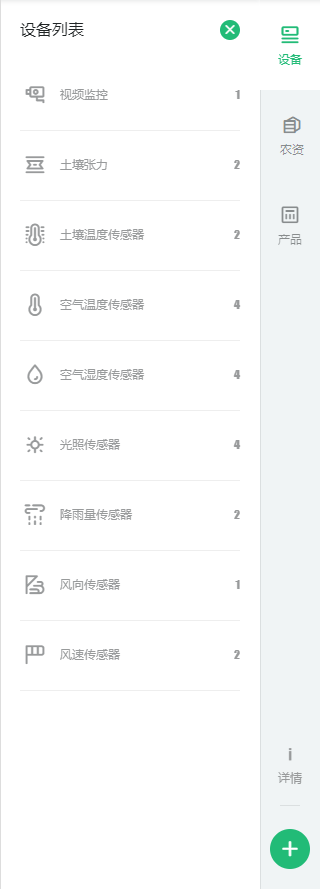 设备列表
视频监控 1
土壤张力 2
土壤温度传感器 2
空气温度传感器 4
空气湿度传感器 4
光照传感器 4
降雨量传感器 2
风向传感器 1
风速传感器 2
设备
农资
产品
详情